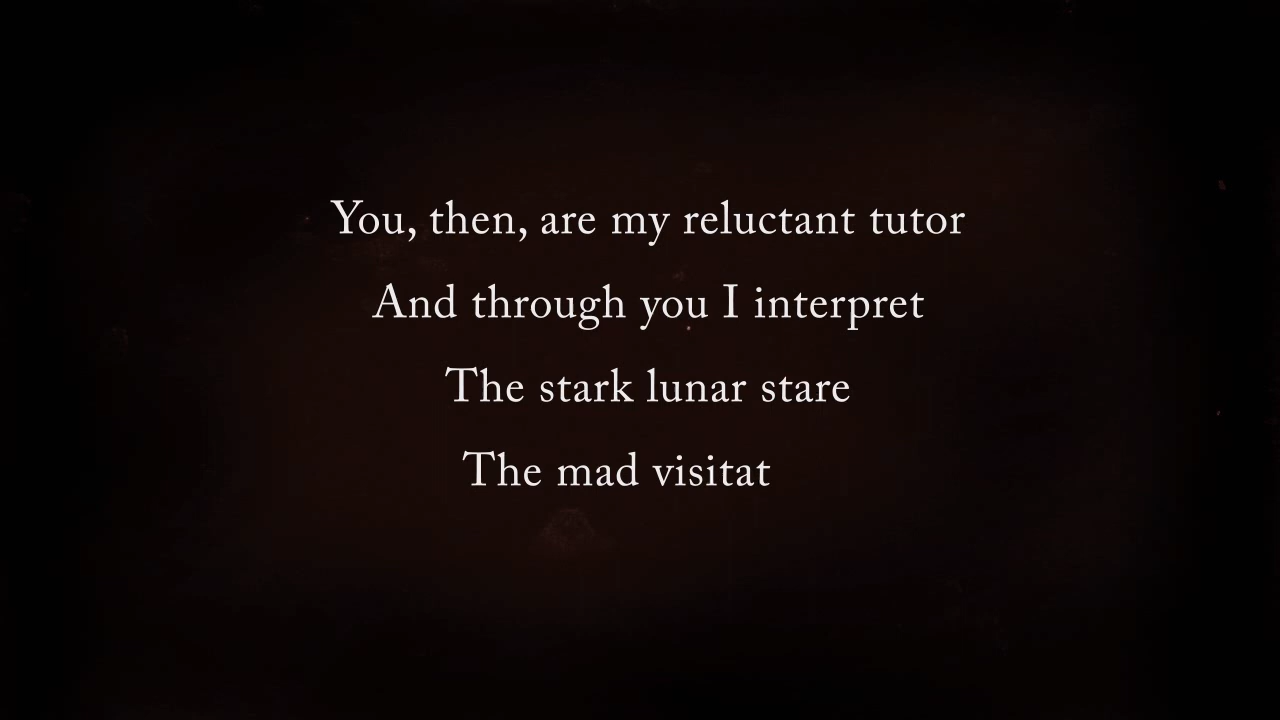 You, then, are my reluctant tutor
And through you I interpret
The stark lunar stare
The mad visitat